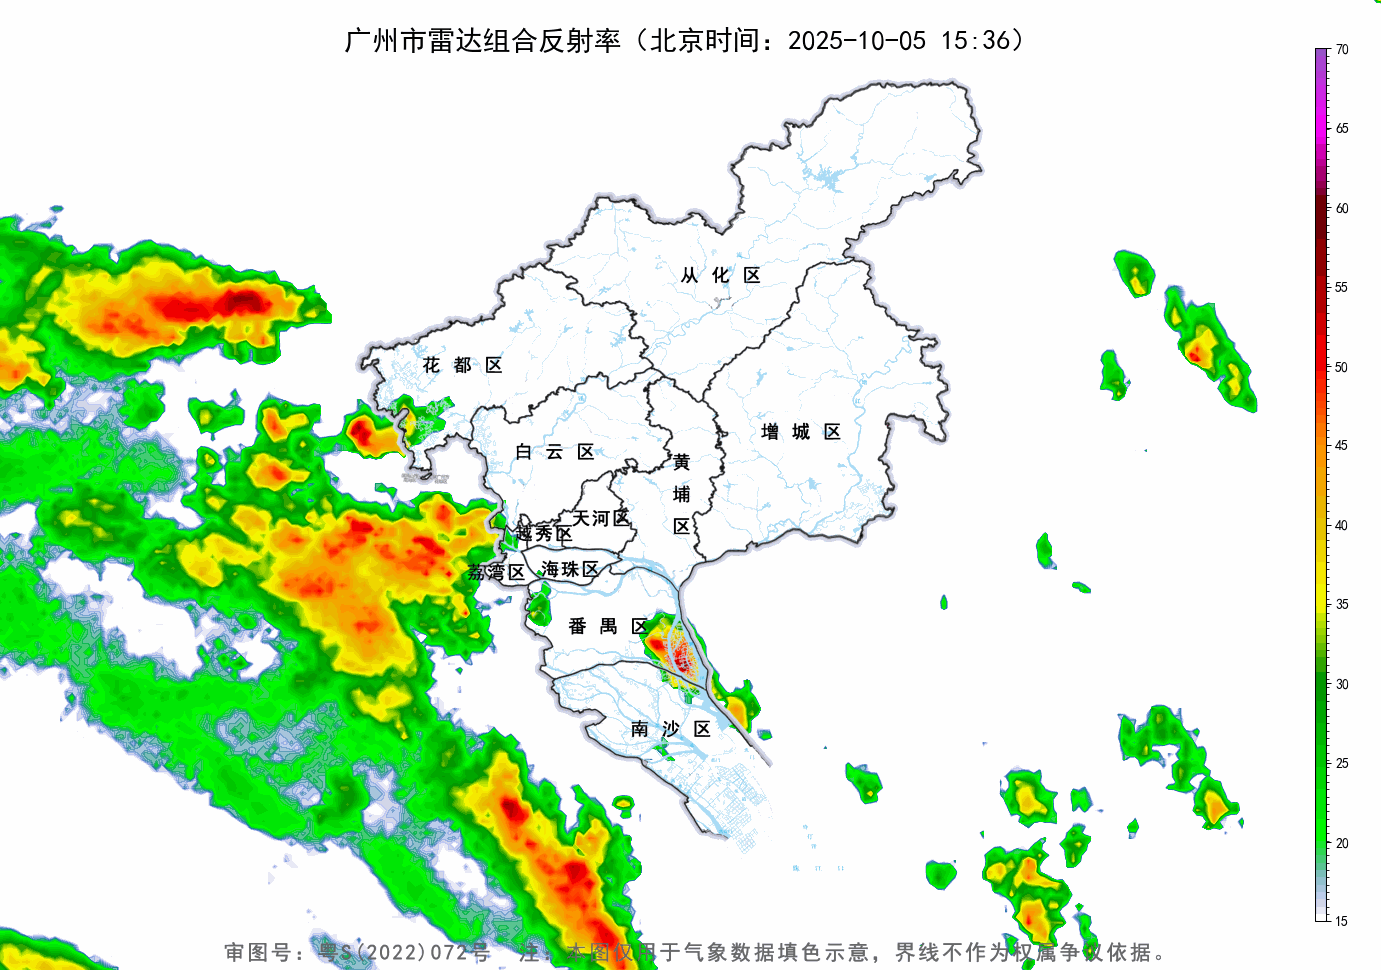 广州市雷达组合反射率（北京时间：2025-10-05 15:36）
70
65
60
55
50
45
40
35
30
25
20
15
从化区
花都区
增城区
白云区
黄埔区
天河区
越秀区
荔湾区
海珠区
番禺区
南沙区
审图号：粤S(2022)072号 注：本图仅用于气象数据填色示意，界线不作为权属争议依据。